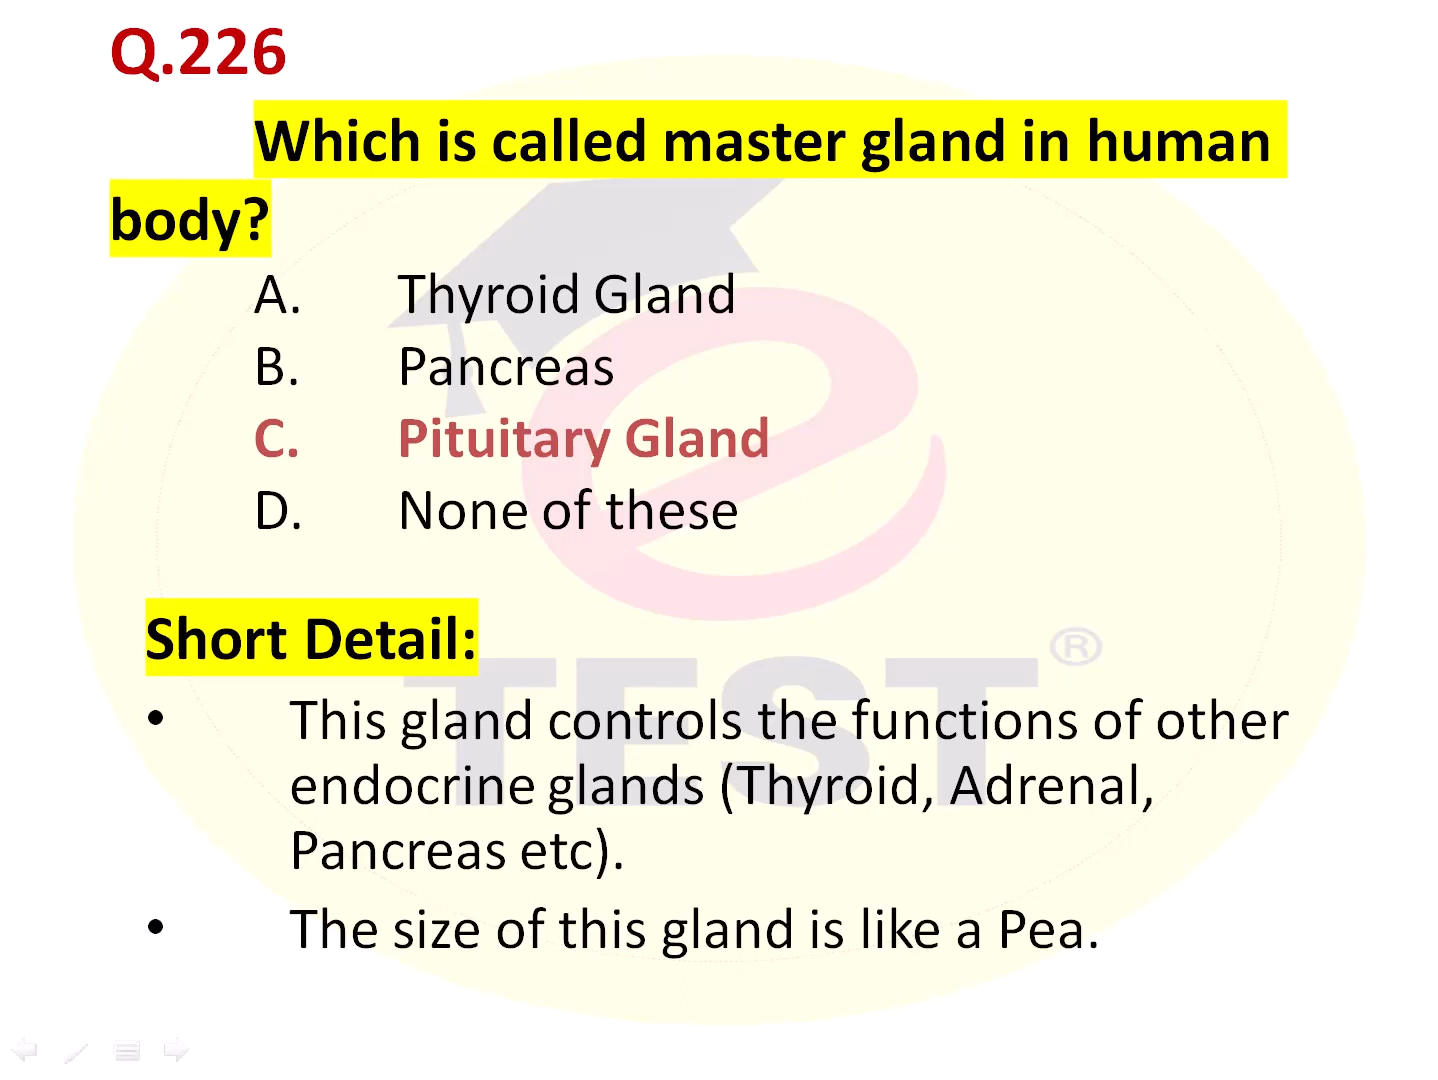 Q.226
Which is called master gland in human
body?
A. Thyroid Gland
B. Pancreas
C. Pituitary Gland
D. None of these
Short Detail:
• This gland controls the functions of other
endocrine glands (Thyroid, Adrenal,
Pancreas etc).
• The size of this gland is like a Pea.
e
TEST®